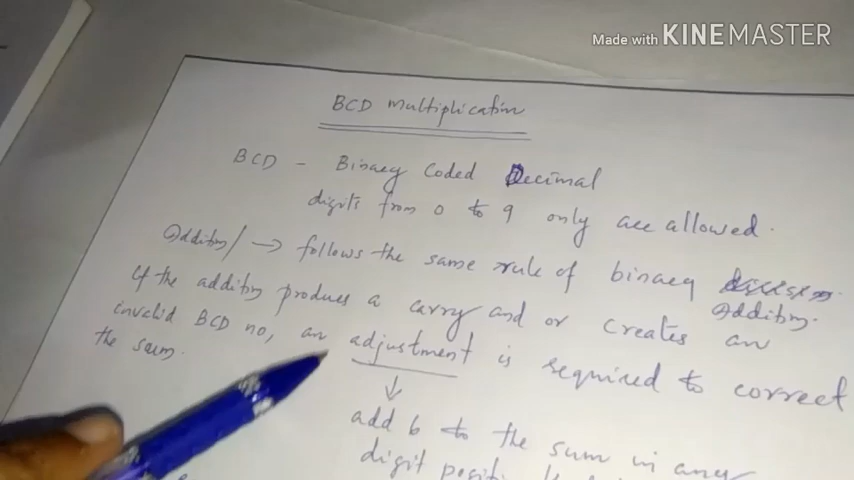 Made with KINEMASTER
BCD multiplication
BCD - Binary Coded Decimal
digits from 0 to 9 only are allowed.
Addition/ → follows the same rule of binary
Addition.
If the addition produces a carry and or creates an
invalid BCD no, an adjustment is required to correct
the sum.
↓
add 6 to the sum in any
digit